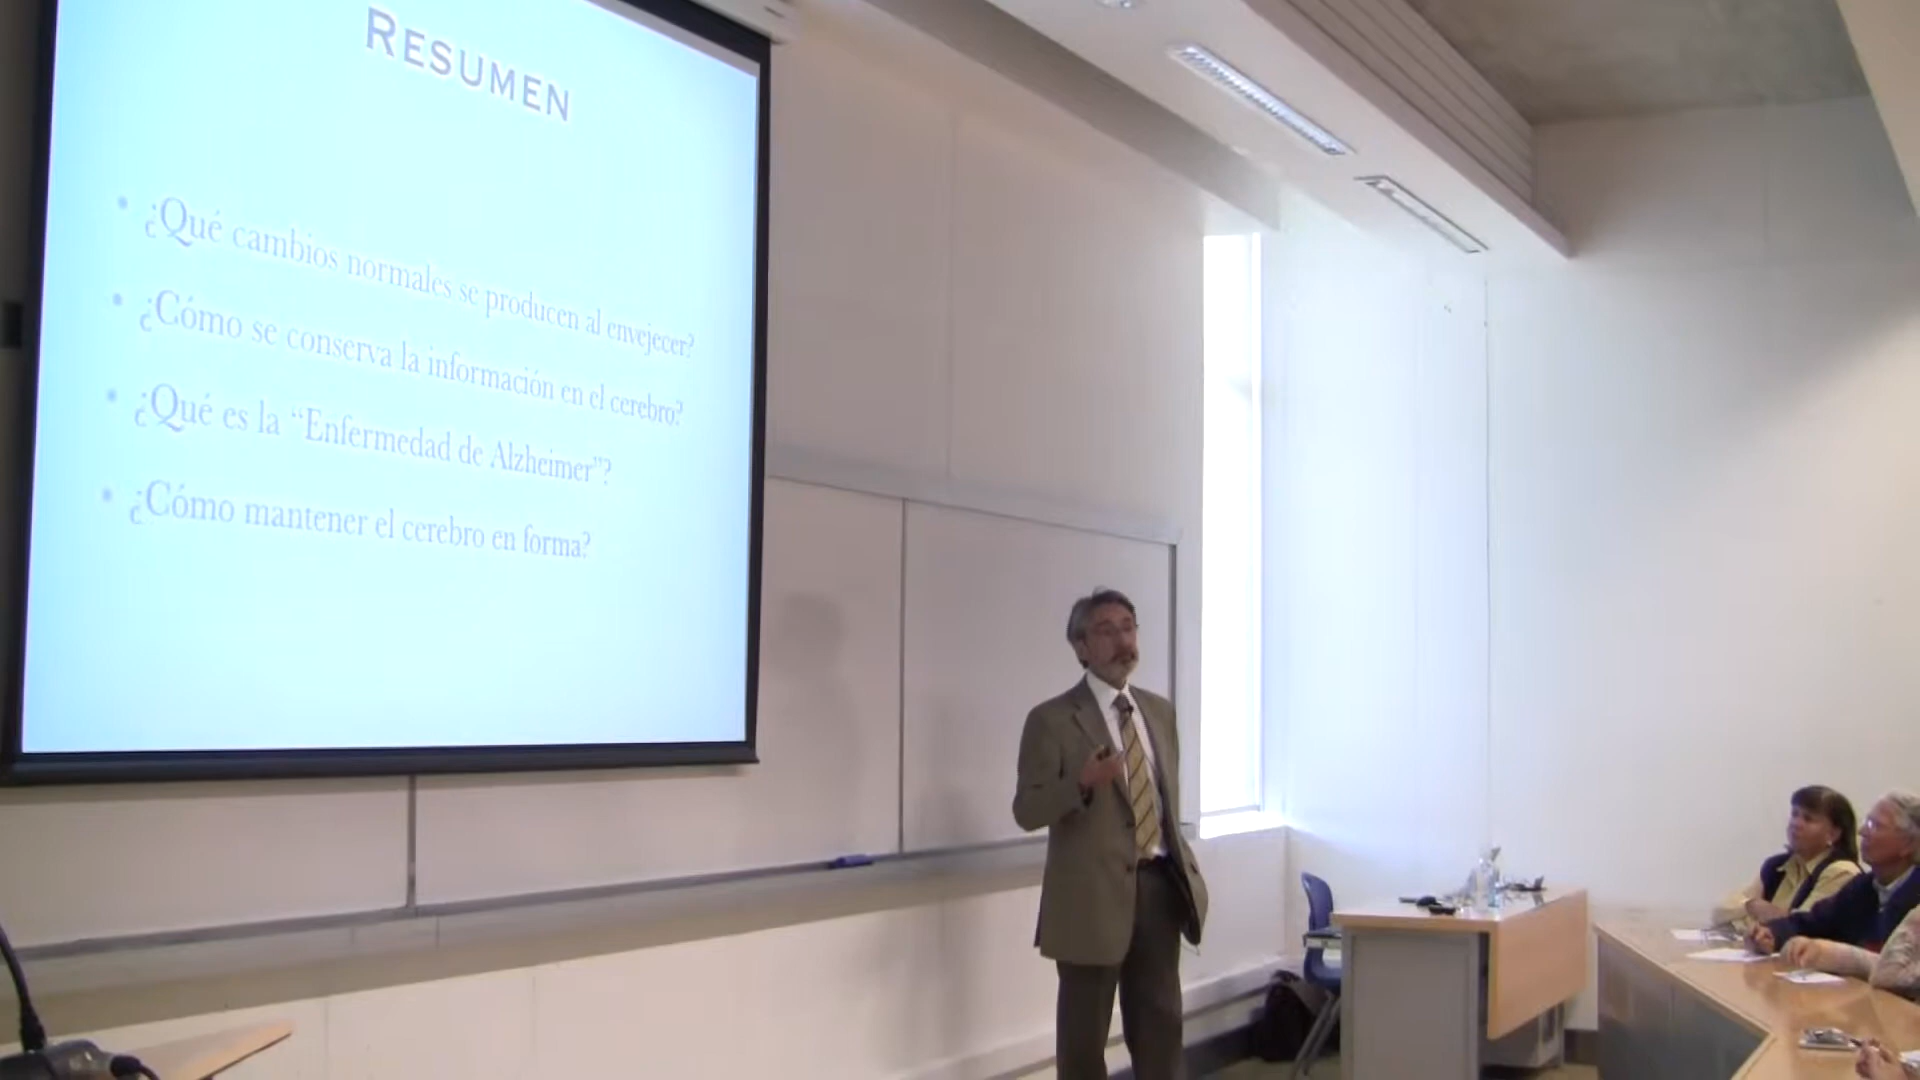 RESUMEN
• ¿Qué cambios normales se producen al envejecer?
• ¿Cómo se conserva la información en el cerebro?
• ¿Qué es la “Enfermedad de Alzheimer”?
• ¿Cómo mantener el cerebro en forma?